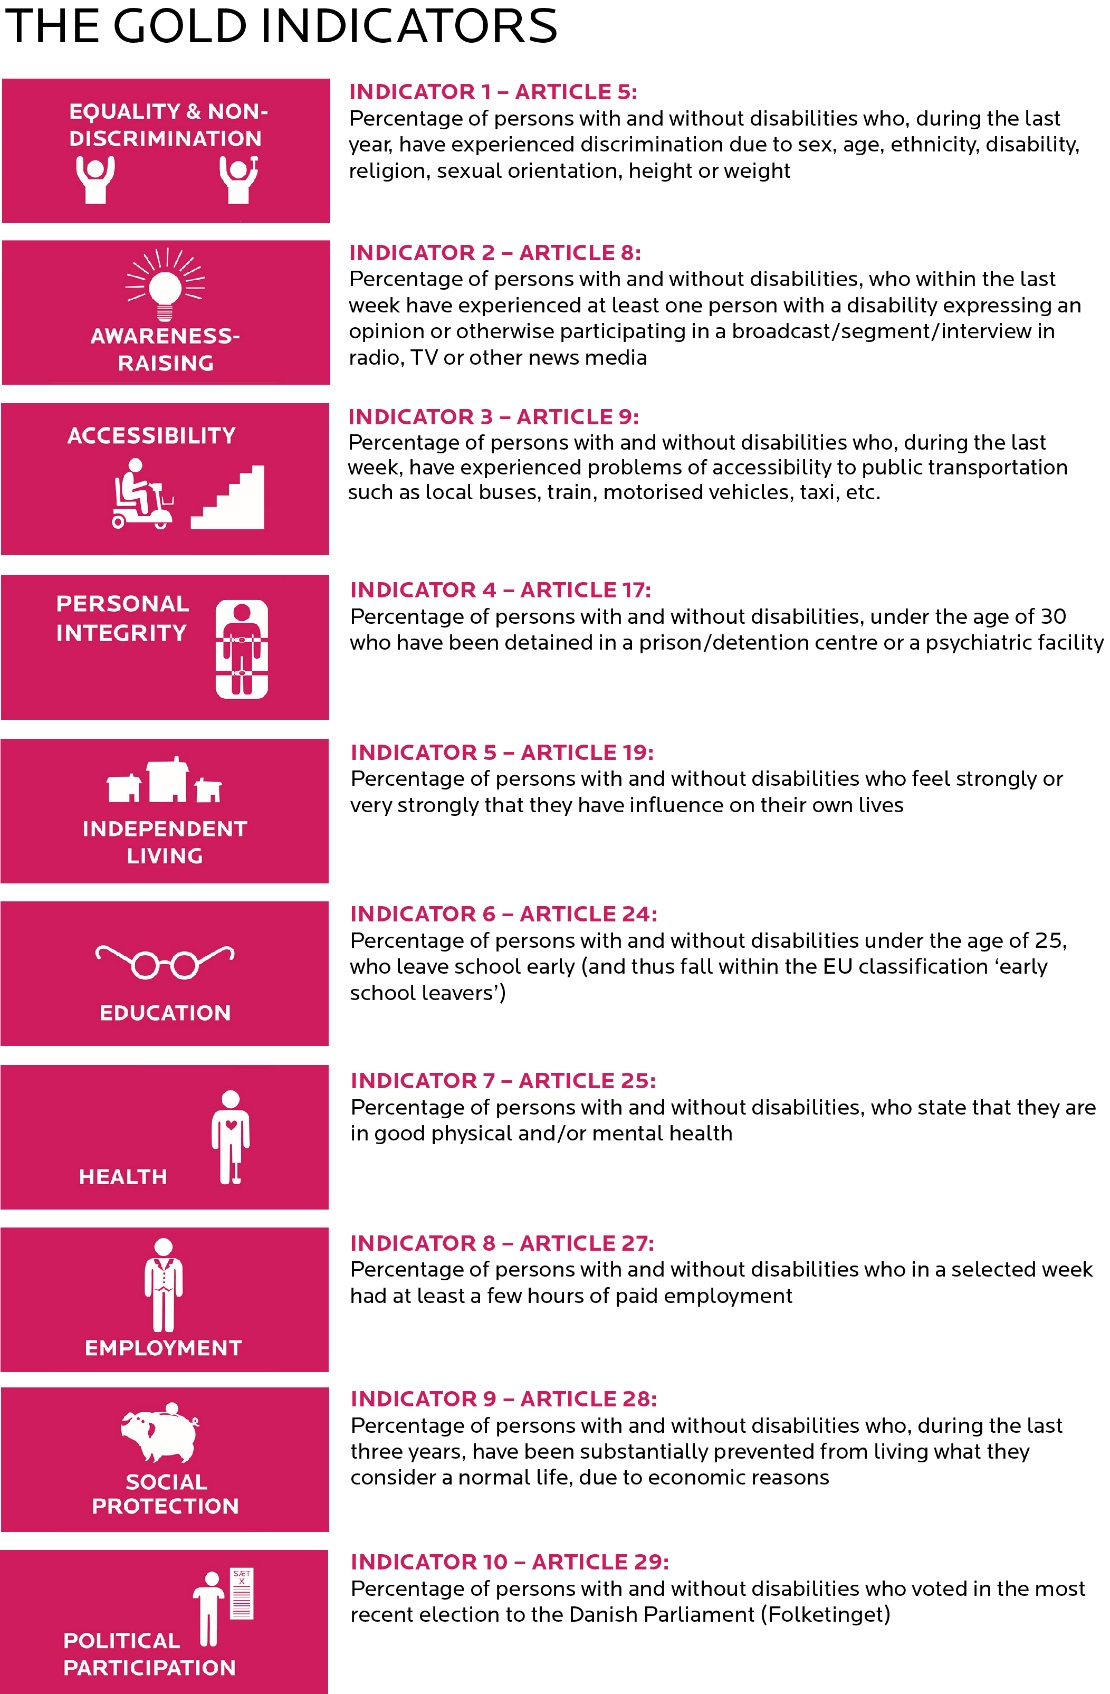 THE GOLD INDICATORS
EQUALITY & NON-
DISCRIMINATION
INDICATOR 1 – ARTICLE 5:
Percentage of persons with and without disabilities who, during the last
year, have experienced discrimination due to sex, age, ethnicity, disability,
religion, sexual orientation, height or weight
AWARENESS-
RAISING
INDICATOR 2 – ARTICLE 8:
Percentage of persons with and without disabilities, who within the last
week have experienced at least one person with a disability expressing an
opinion or otherwise participating in a broadcast/segment/interview in
radio, TV or other news media
ACCESSIBILITY
INDICATOR 3 – ARTICLE 9:
Percentage of persons with and without disabilities who, during the last
week, have experienced problems of accessibility to public transportation
such as local buses, train, motorised vehicles, taxi, etc.
PERSONAL
INTEGRITY
INDICATOR 4 – ARTICLE 17:
Percentage of persons with and without disabilities, under the age of 30
who have been detained in a prison/detention centre or a psychiatric facility
INDEPENDENT
LIVING
INDICATOR 5 – ARTICLE 19:
Percentage of persons with and without disabilities who feel strongly or
very strongly that they have influence on their own lives
EDUCATION
INDICATOR 6 – ARTICLE 24:
Percentage of persons with and without disabilities under the age of 25,
who leave school early (and thus fall within the EU classification ‘early
school leavers’)
HEALTH
INDICATOR 7 – ARTICLE 25:
Percentage of persons with and without disabilities, who state that they are
in good physical and/or mental health
EMPLOYMENT
INDICATOR 8 – ARTICLE 27:
Percentage of persons with and without disabilities who in a selected week
had at least a few hours of paid employment
SOCIAL
PROTECTION
INDICATOR 9 – ARTICLE 28:
Percentage of persons with and without disabilities who, during the last
three years, have been substantially prevented from living what they
consider a normal life, due to economic reasons
SÆT
X
POLITICAL
PARTICIPATION
INDICATOR 10 – ARTICLE 29:
Percentage of persons with and without disabilities who voted in the most
recent election to the Danish Parliament (Folketinget)